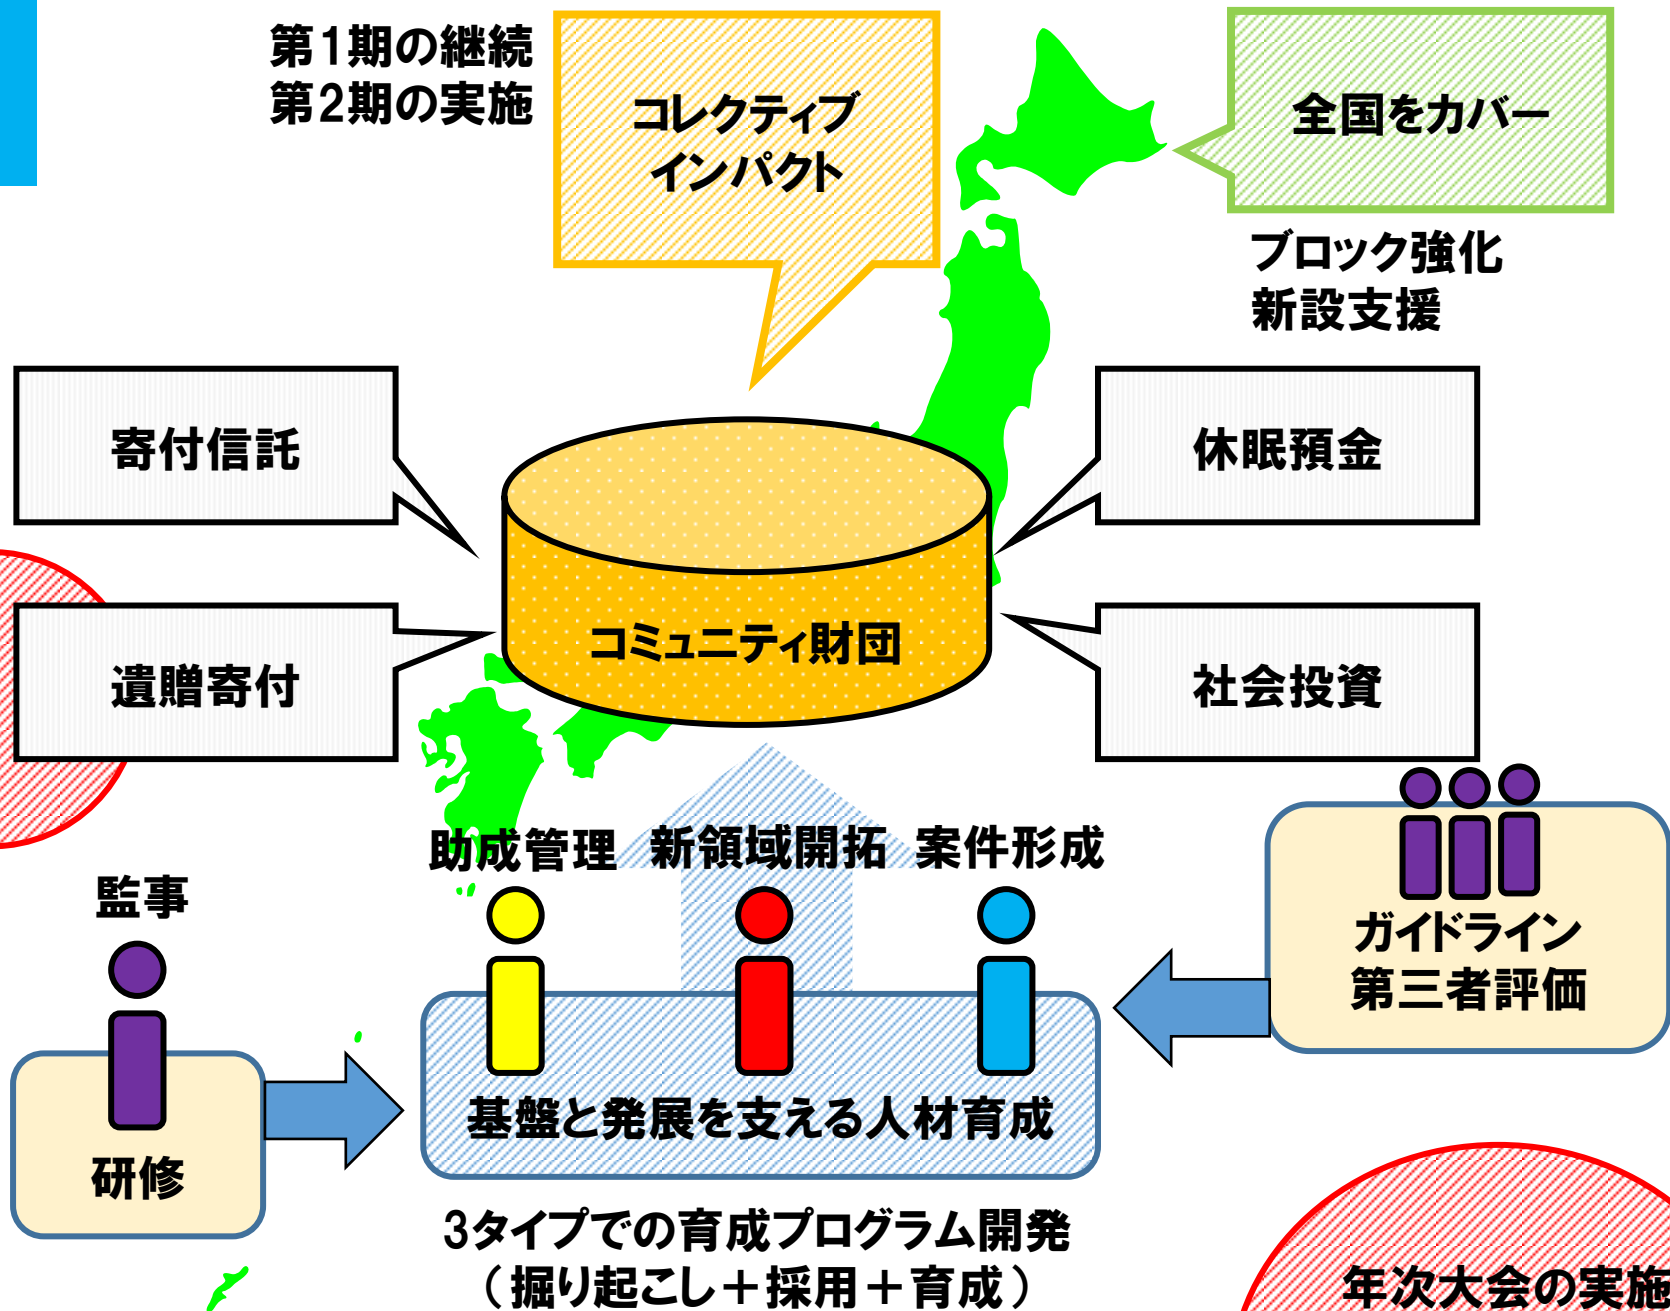 第1期の継続
第2期の実施
コレクティブ
インパクト
全国をカバー
ブロック強化
新設支援
寄付信託
休眠預金
コミュニティ財団
遺贈寄付
社会投資
助成管理
新領域開拓
案件形成
監事
ガイドライン
第三者評価
基盤と発展を支える人材育成
研修
3タイプでの育成プログラム開発
（掘り起こし＋採用＋育成）
年次大会の実施